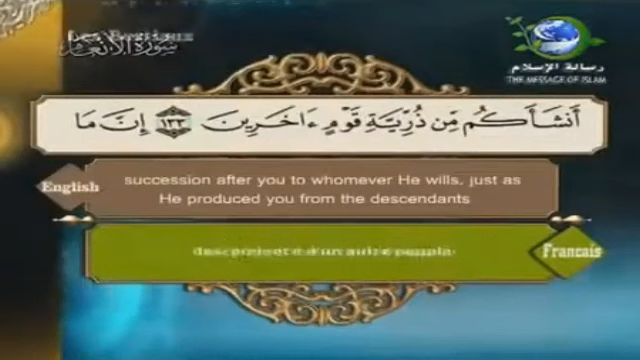 سورة الأنعام
رسالة الإسلام
THE MESSAGE OF ISLAM
أَنشَأَكُم مِّن ذُرِّيَّةِ قَوْمٍ ءَاخَرِينَ ١٣٣ إِنَّ مَا
English
succession after you to whomever He wills, just as
He produced you from the descendants
Francais